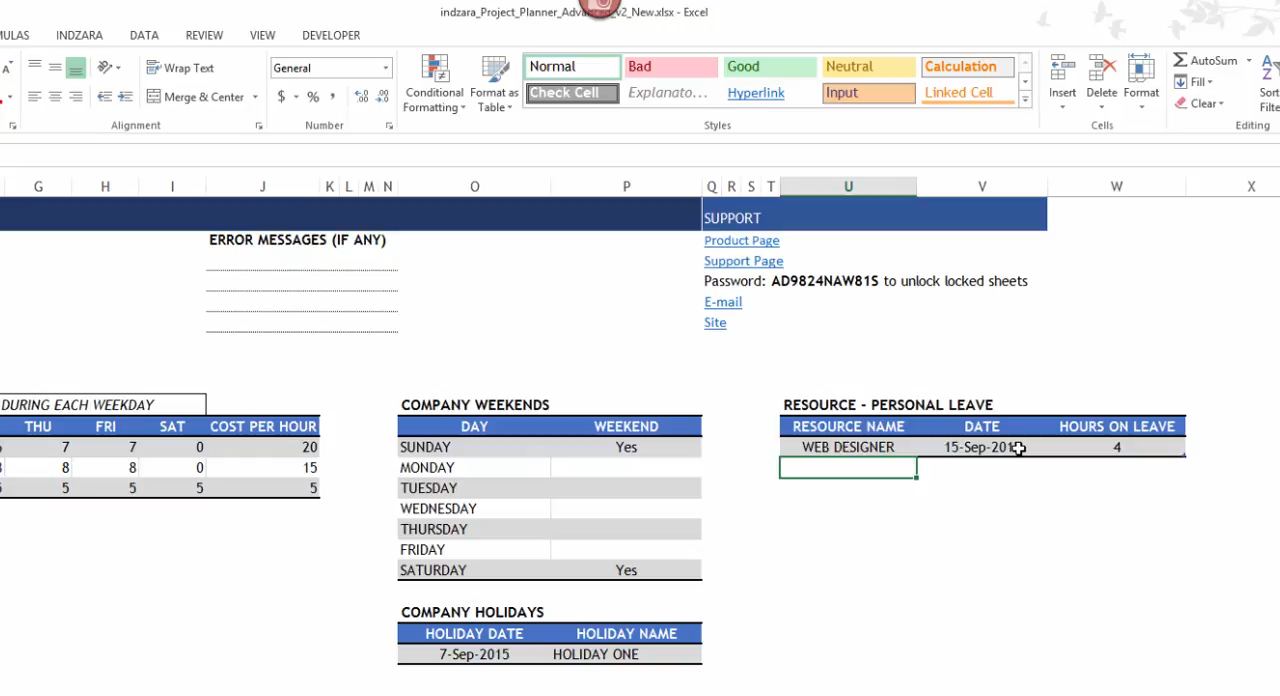 indzara_Project_Planner_Adva v2_New.xlsx - Excel
MULAS INDZARA DATA REVIEW VIEW DEVELOPER
Wrap Text General Normal Bad Good Neutral Calculation AutoSum
Merge & Center $ % , Conditional Formatting Format as Table Check Cell Explanato... Hyperlink Input Linked Cell Insert Delete Format Fill Clear Sort Filte
Alignment Number Styles Cells Editing
G H I J K L M N O P Q R S T U V W X
SUPPORT
ERROR MESSAGES (IF ANY) Product Page
Support Page
Password: AD9824NAW81S to unlock locked sheets
E-mail
Site
DURING EACH WEEKDAY COMPANY WEEKENDS RESOURCE - PERSONAL LEAVE
THU FRI SAT COST PER HOUR DAY WEEKEND RESOURCE NAME DATE HOURS ON LEAVE
7 7 0 20 SUNDAY Yes WEB DESIGNER 15-Sep-201 4
8 8 0 15 MONDAY
5 5 5 5 TUESDAY
WEDNESDAY
THURSDAY
FRIDAY
SATURDAY Yes
COMPANY HOLIDAYS
HOLIDAY DATE HOLIDAY NAME
7-Sep-2015 HOLIDAY ONE